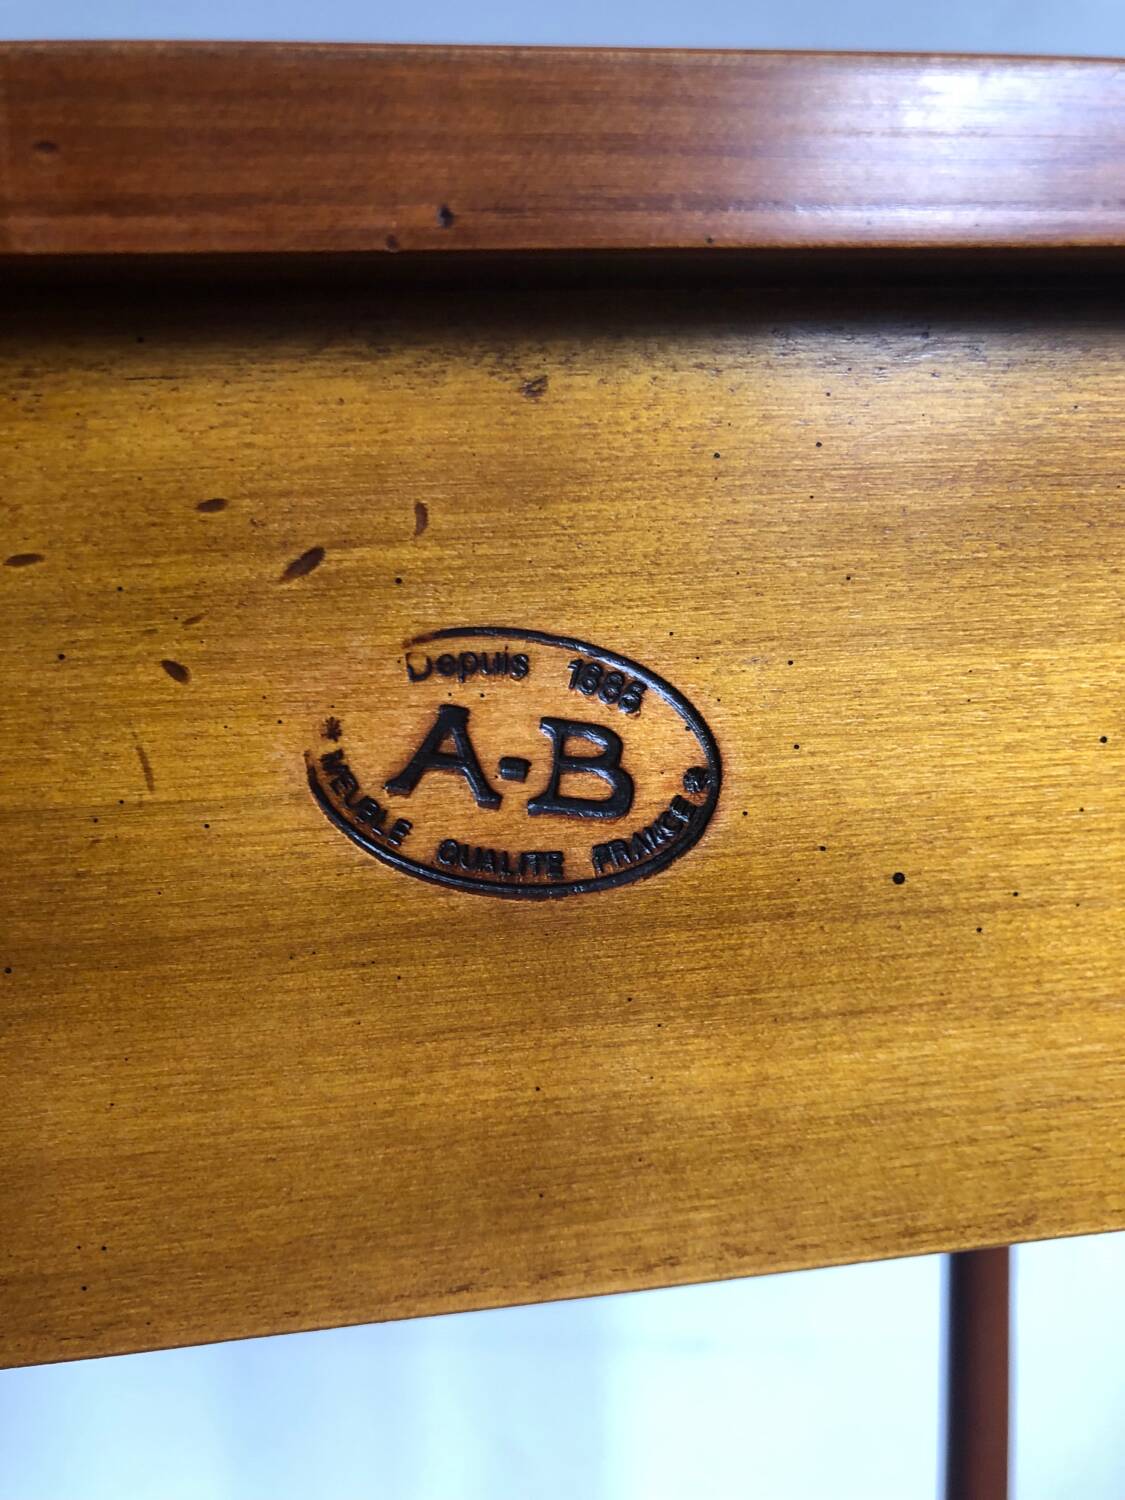 Depuis 1885
A-B
* MEUBLE QUALITE FRANCE *